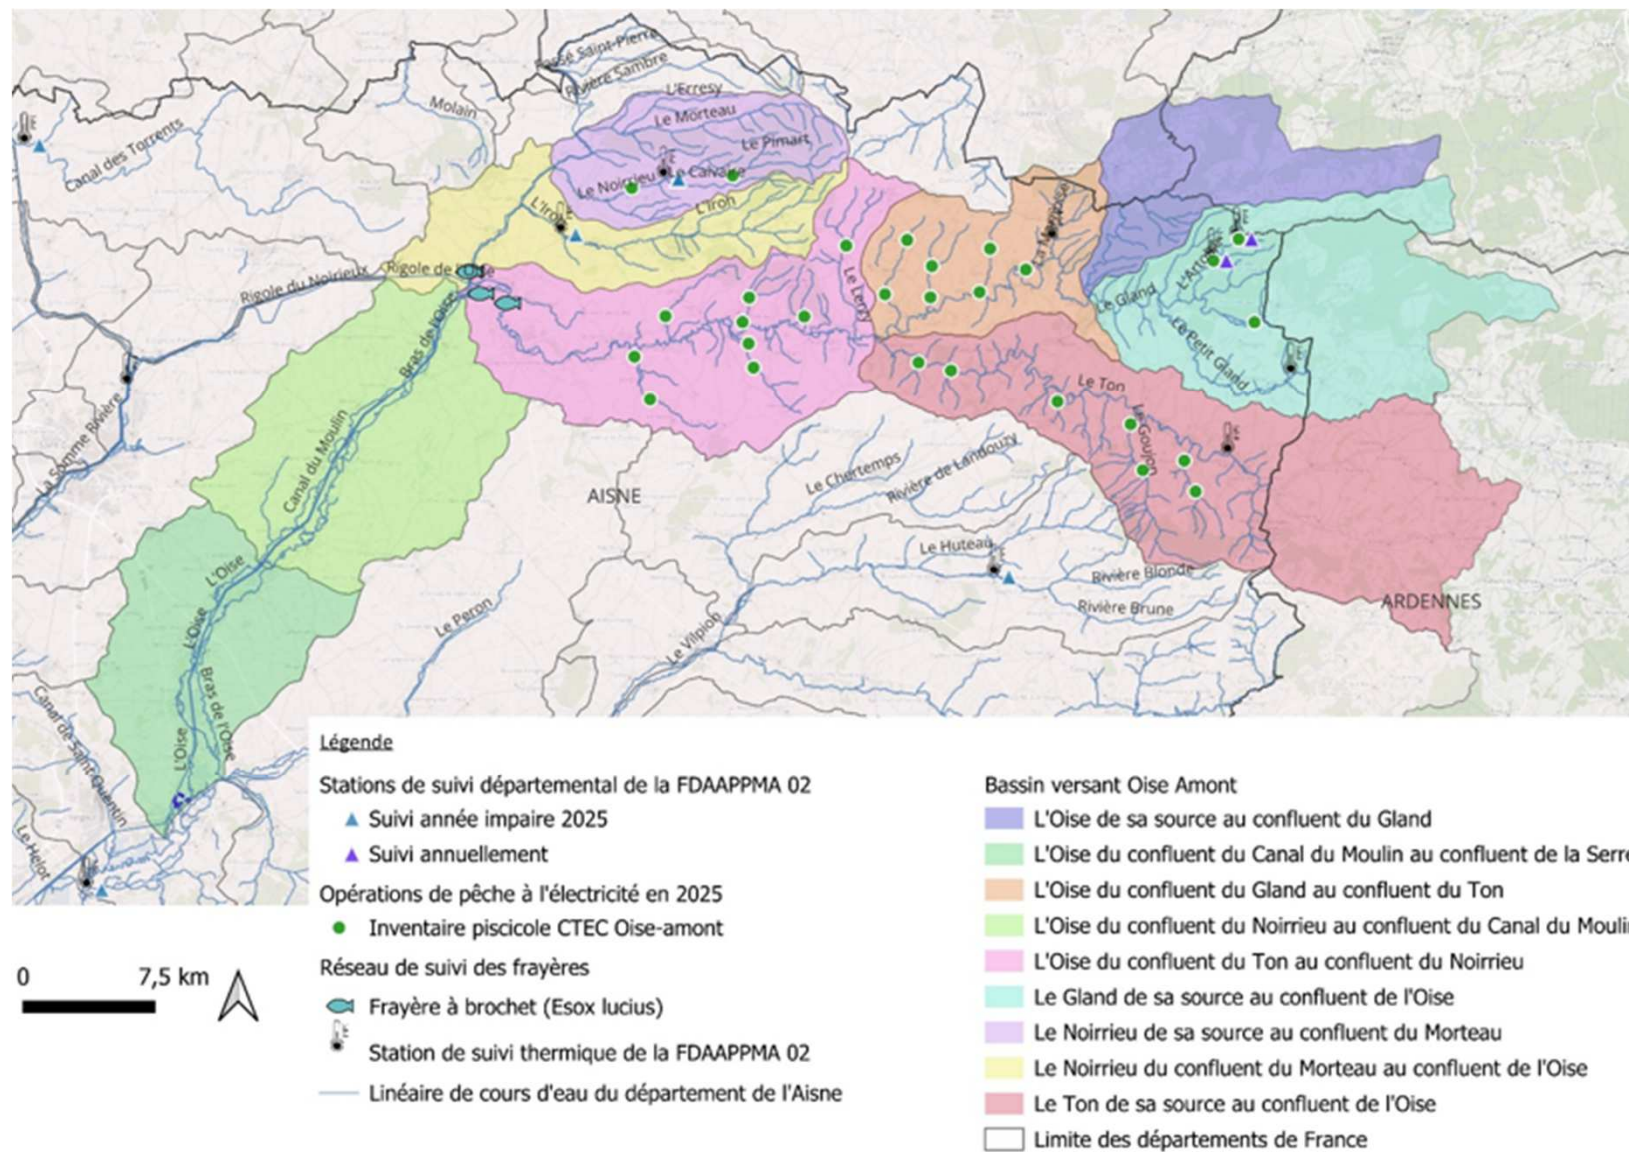 Fossé Saint-Pierre
Rivière Sambre
L'Erresy
Molain
Le Morteau
Canal des Torrents
Le Pimart
Le Noirrieu
Le Calvaire
L'Iron
L'Iroh
Rigole du Noirieux
Rigole de l'Oise
Le Lerzy
Le Gland
Le Petit Gland
Bras de l'Oise
Le Ton
Le Goujon
La Somme Rivière
Canal du Moulin
AISNE
Le Chertemps
Rivière de Landouzy
Le Huteau
Rivière Blonde
Rivière Brune
ARDENNES
L'Oise
L'Oise
Le Peron
Le Vilpion
Bras de l'Oise
L'Oise
Canal de Saint-Quentin
Le Helot
Légende
Stations de suivi départemental de la FDAAPPMA 02
Suivi année impaire 2025
Suivi annuellement
Opérations de pêche à l'électricité en 2025
Inventaire piscicole CTEC Oise-amont
Réseau de suivi des frayères
Frayère à brochet (Esox lucius)
Station de suivi thermique de la FDAAPPMA 02
Linéaire de cours d'eau du département de l'Aisne
0 7,5 km
Bassin versant Oise Amont
L'Oise de sa source au confluent du Gland
L'Oise du confluent du Canal du Moulin au confluent de la Serre
L'Oise du confluent du Gland au confluent du Ton
L'Oise du confluent du Noirrieu au confluent du Canal du Moulin
L'Oise du confluent du Ton au confluent du Noirrieu
Le Gland de sa source au confluent de l'Oise
Le Noirrieu de sa source au confluent du Morteau
Le Noirrieu du confluent du Morteau au confluent de l'Oise
Le Ton de sa source au confluent de l'Oise
Limite des départements de France